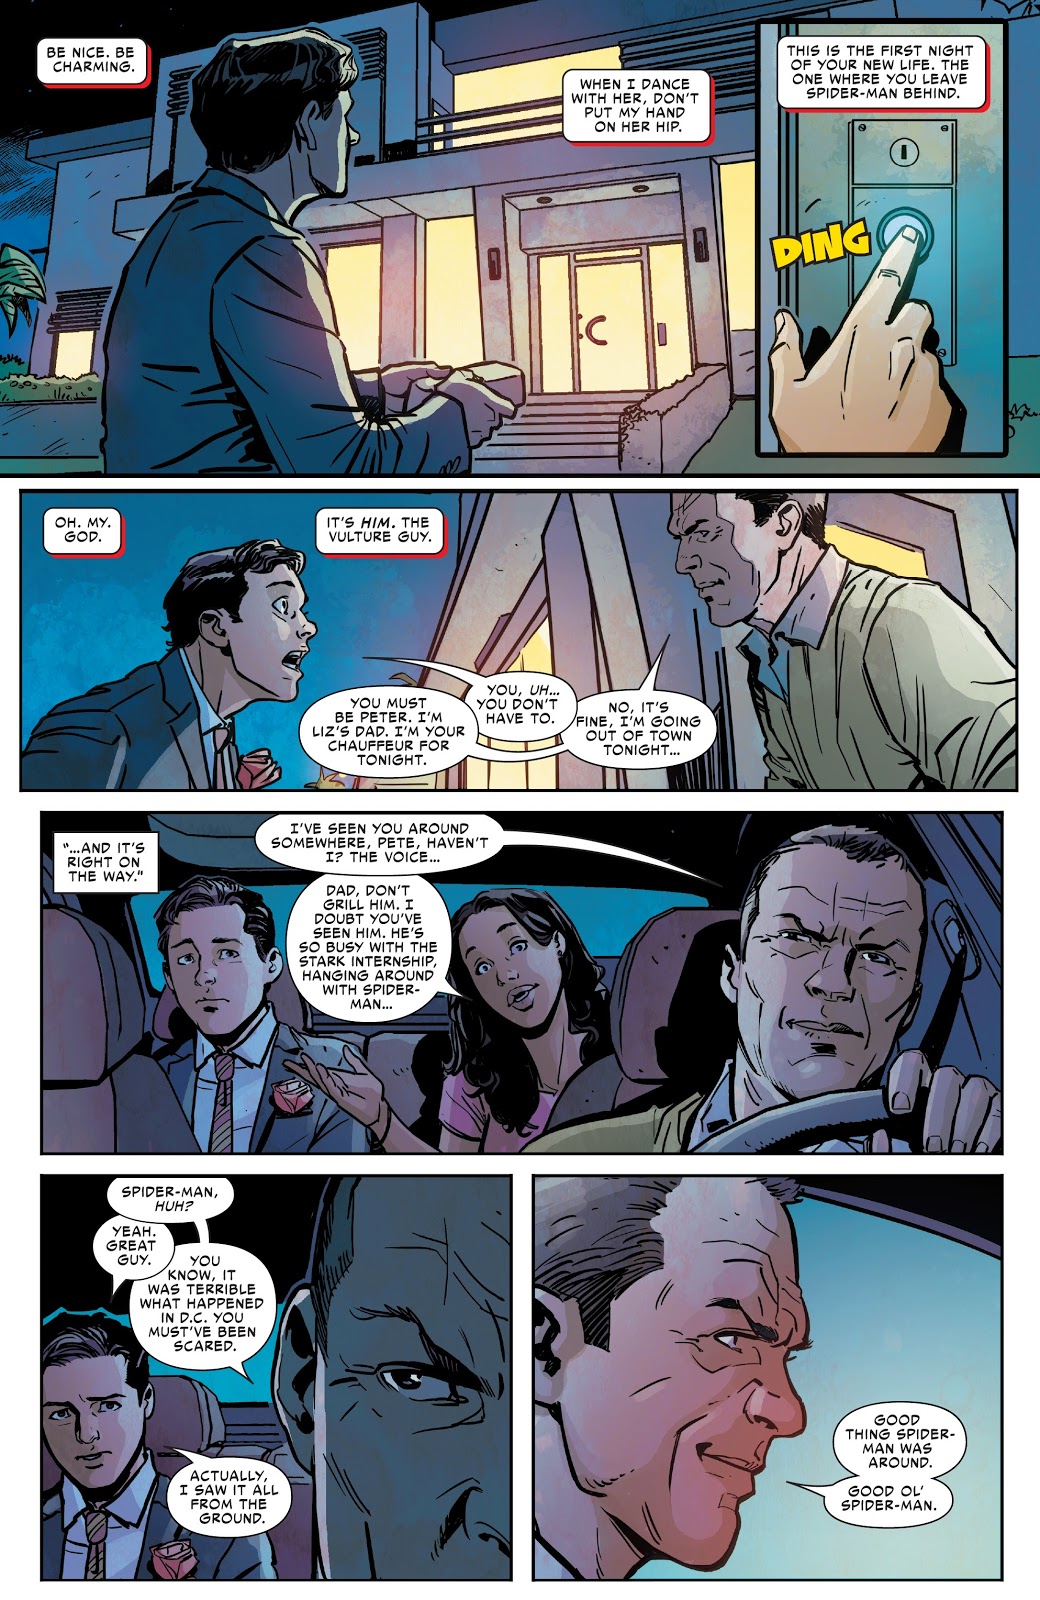 BE NICE. BE
CHARMING.
WHEN I DANCE
WITH HER, DON'T
PUT MY HAND
ON HER HIP.
THIS IS THE FIRST NIGHT
OF YOUR NEW LIFE. THE
ONE WHERE YOU LEAVE
SPIDER-MAN BEHIND.
DING
OH. MY.
GOD.
IT'S HIM. THE
VULTURE GUY.
YOU MUST
BE PETER. I'M
LIZ'S DAD. I'M YOUR
CHAUFFEUR FOR
TONIGHT.
YOU, UH...
YOU DON'T
HAVE TO.
NO, IT'S
FINE, I'M GOING
OUT OF TOWN
TONIGHT...
"...AND IT'S
RIGHT ON
THE WAY."
I'VE SEEN YOU AROUND
SOMEWHERE, PETE, HAVEN'T
I? THE VOICE...
DAD, DON'T
GRILL HIM. I
DOUBT YOU'VE
SEEN HIM. HE'S
SO BUSY WITH THE
STARK INTERNSHIP,
HANGING AROUND
WITH SPIDER-
MAN...
SPIDER-MAN,
HUH?
YEAH.
GREAT
GUY.
YOU
KNOW, IT
WAS TERRIBLE
WHAT HAPPENED
IN D.C. YOU
MUST'VE BEEN
SCARED.
ACTUALLY,
I SAW IT ALL
FROM THE
GROUND.
GOOD
THING SPIDER-
MAN WAS
AROUND.
GOOD OL'
SPIDER-MAN.